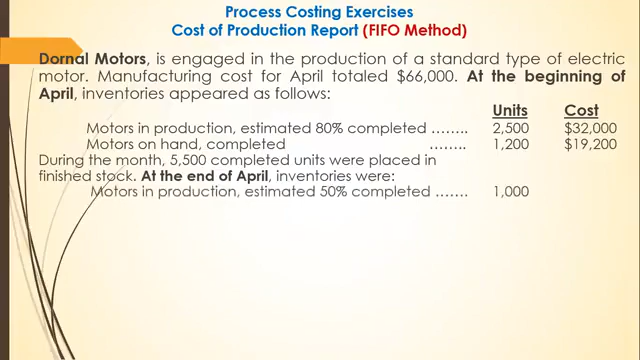 Process Costing Exercises
Cost of Production Report (FIFO Method)
Dornal Motors, is engaged in the production of a standard type of electric
motor. Manufacturing cost for April totaled $66,000. At the beginning of
April, inventories appeared as follows:
Units Cost
Motors in production, estimated 80% completed …….. 2,500 $32,000
Motors on hand, completed …….. 1,200 $19,200
During the month, 5,500 completed units were placed in
finished stock. At the end of April, inventories were:
Motors in production, estimated 50% completed ……. 1,000